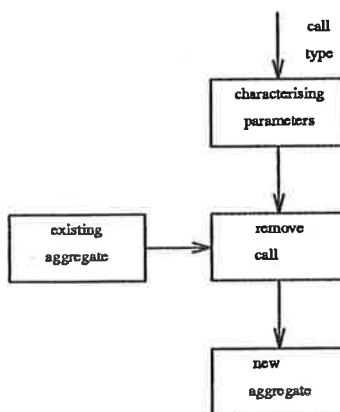 call
type
characterising
parameters
existing
aggregate
remove
call
new
aggregate